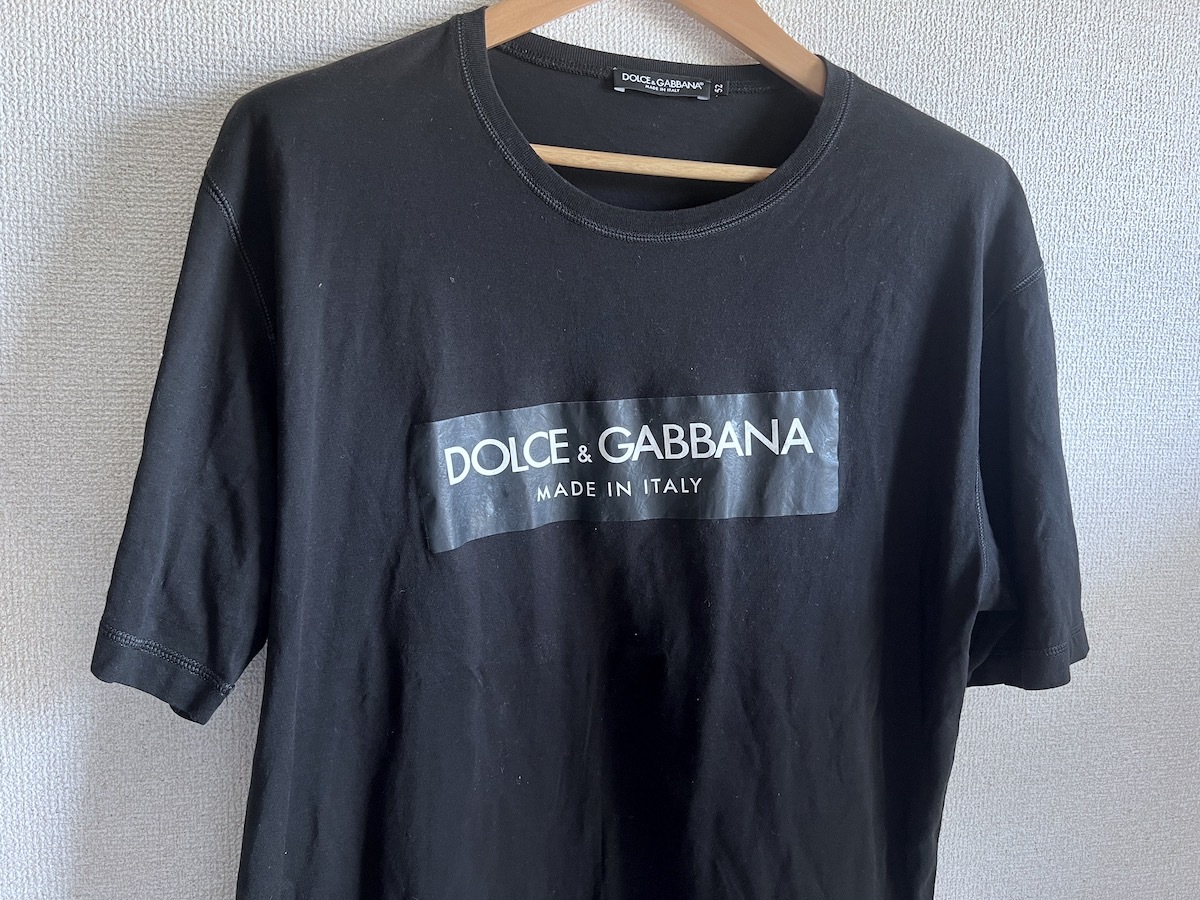 DOLCE & GABBANA®
MADE IN ITALY
52
DOLCE & GABBANA
MADE IN ITALY